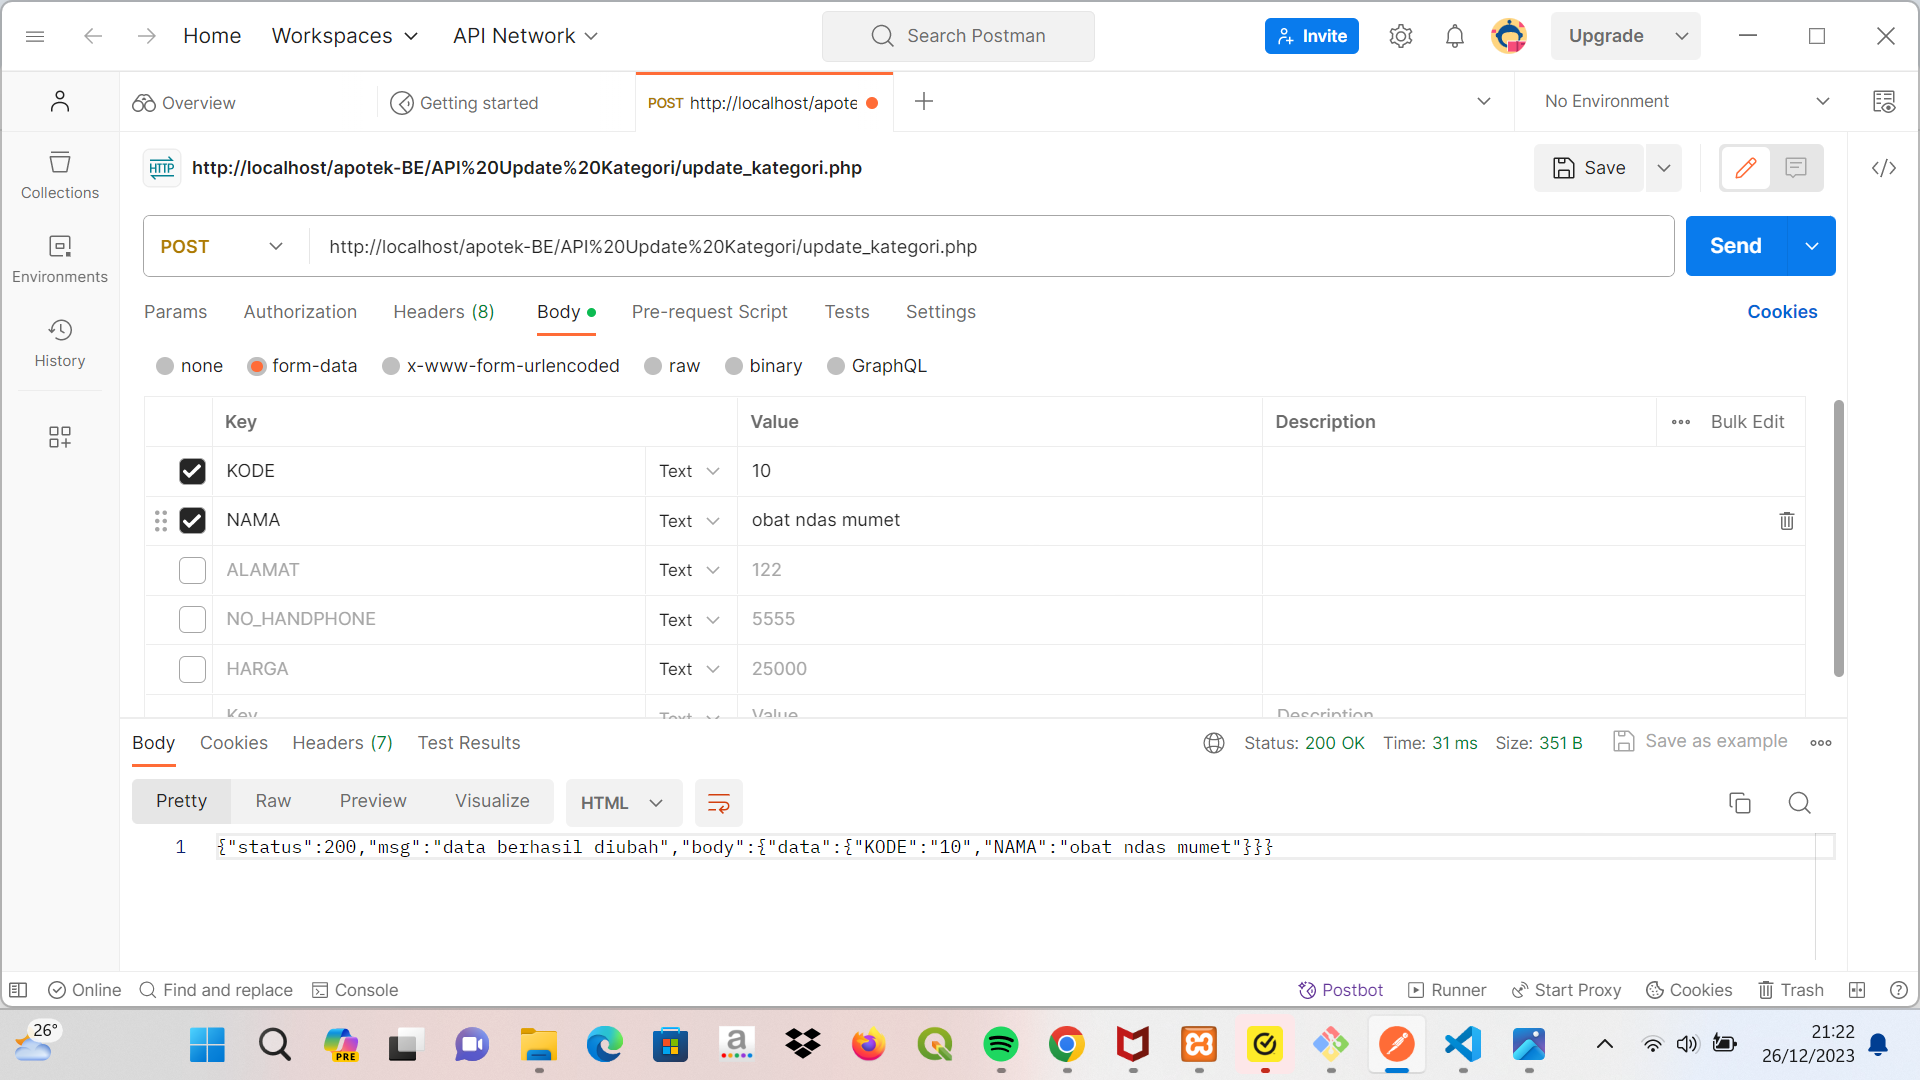 Home Workspaces API Network Search Postman Invite Upgrade
Overview Getting started POST http://localhost/apote No Environment
HTTP http://localhost/apotek-BE/API%20Update%20Kategori/update_kategori.php Save
Collections
POST http://localhost/apotek-BE/API%20Update%20Kategori/update_kategori.php Send
Environments
Params Authorization Headers (8) Body Pre-request Script Tests Settings Cookies
History
none form-data x-www-form-urlencoded raw binary GraphQL
Key Value Description Bulk Edit
KODE Text 10
NAMA Text obat ndas mumet
ALAMAT Text 122
NO_HANDPHONE Text 5555
HARGA Text 25000
Key Text Value Description
Body Cookies Headers (7) Test Results Status: 200 OK Time: 31 ms Size: 351 B Save as example
Pretty Raw Preview Visualize HTML
1 {"status":200,"msg":"data berhasil diubah","body":{"data":{"KODE":"10","NAMA":"obat ndas mumet"}}}
Online Find and replace Console Postbot Runner Start Proxy Cookies Trash
26° PRE a 21:22
26/12/2023